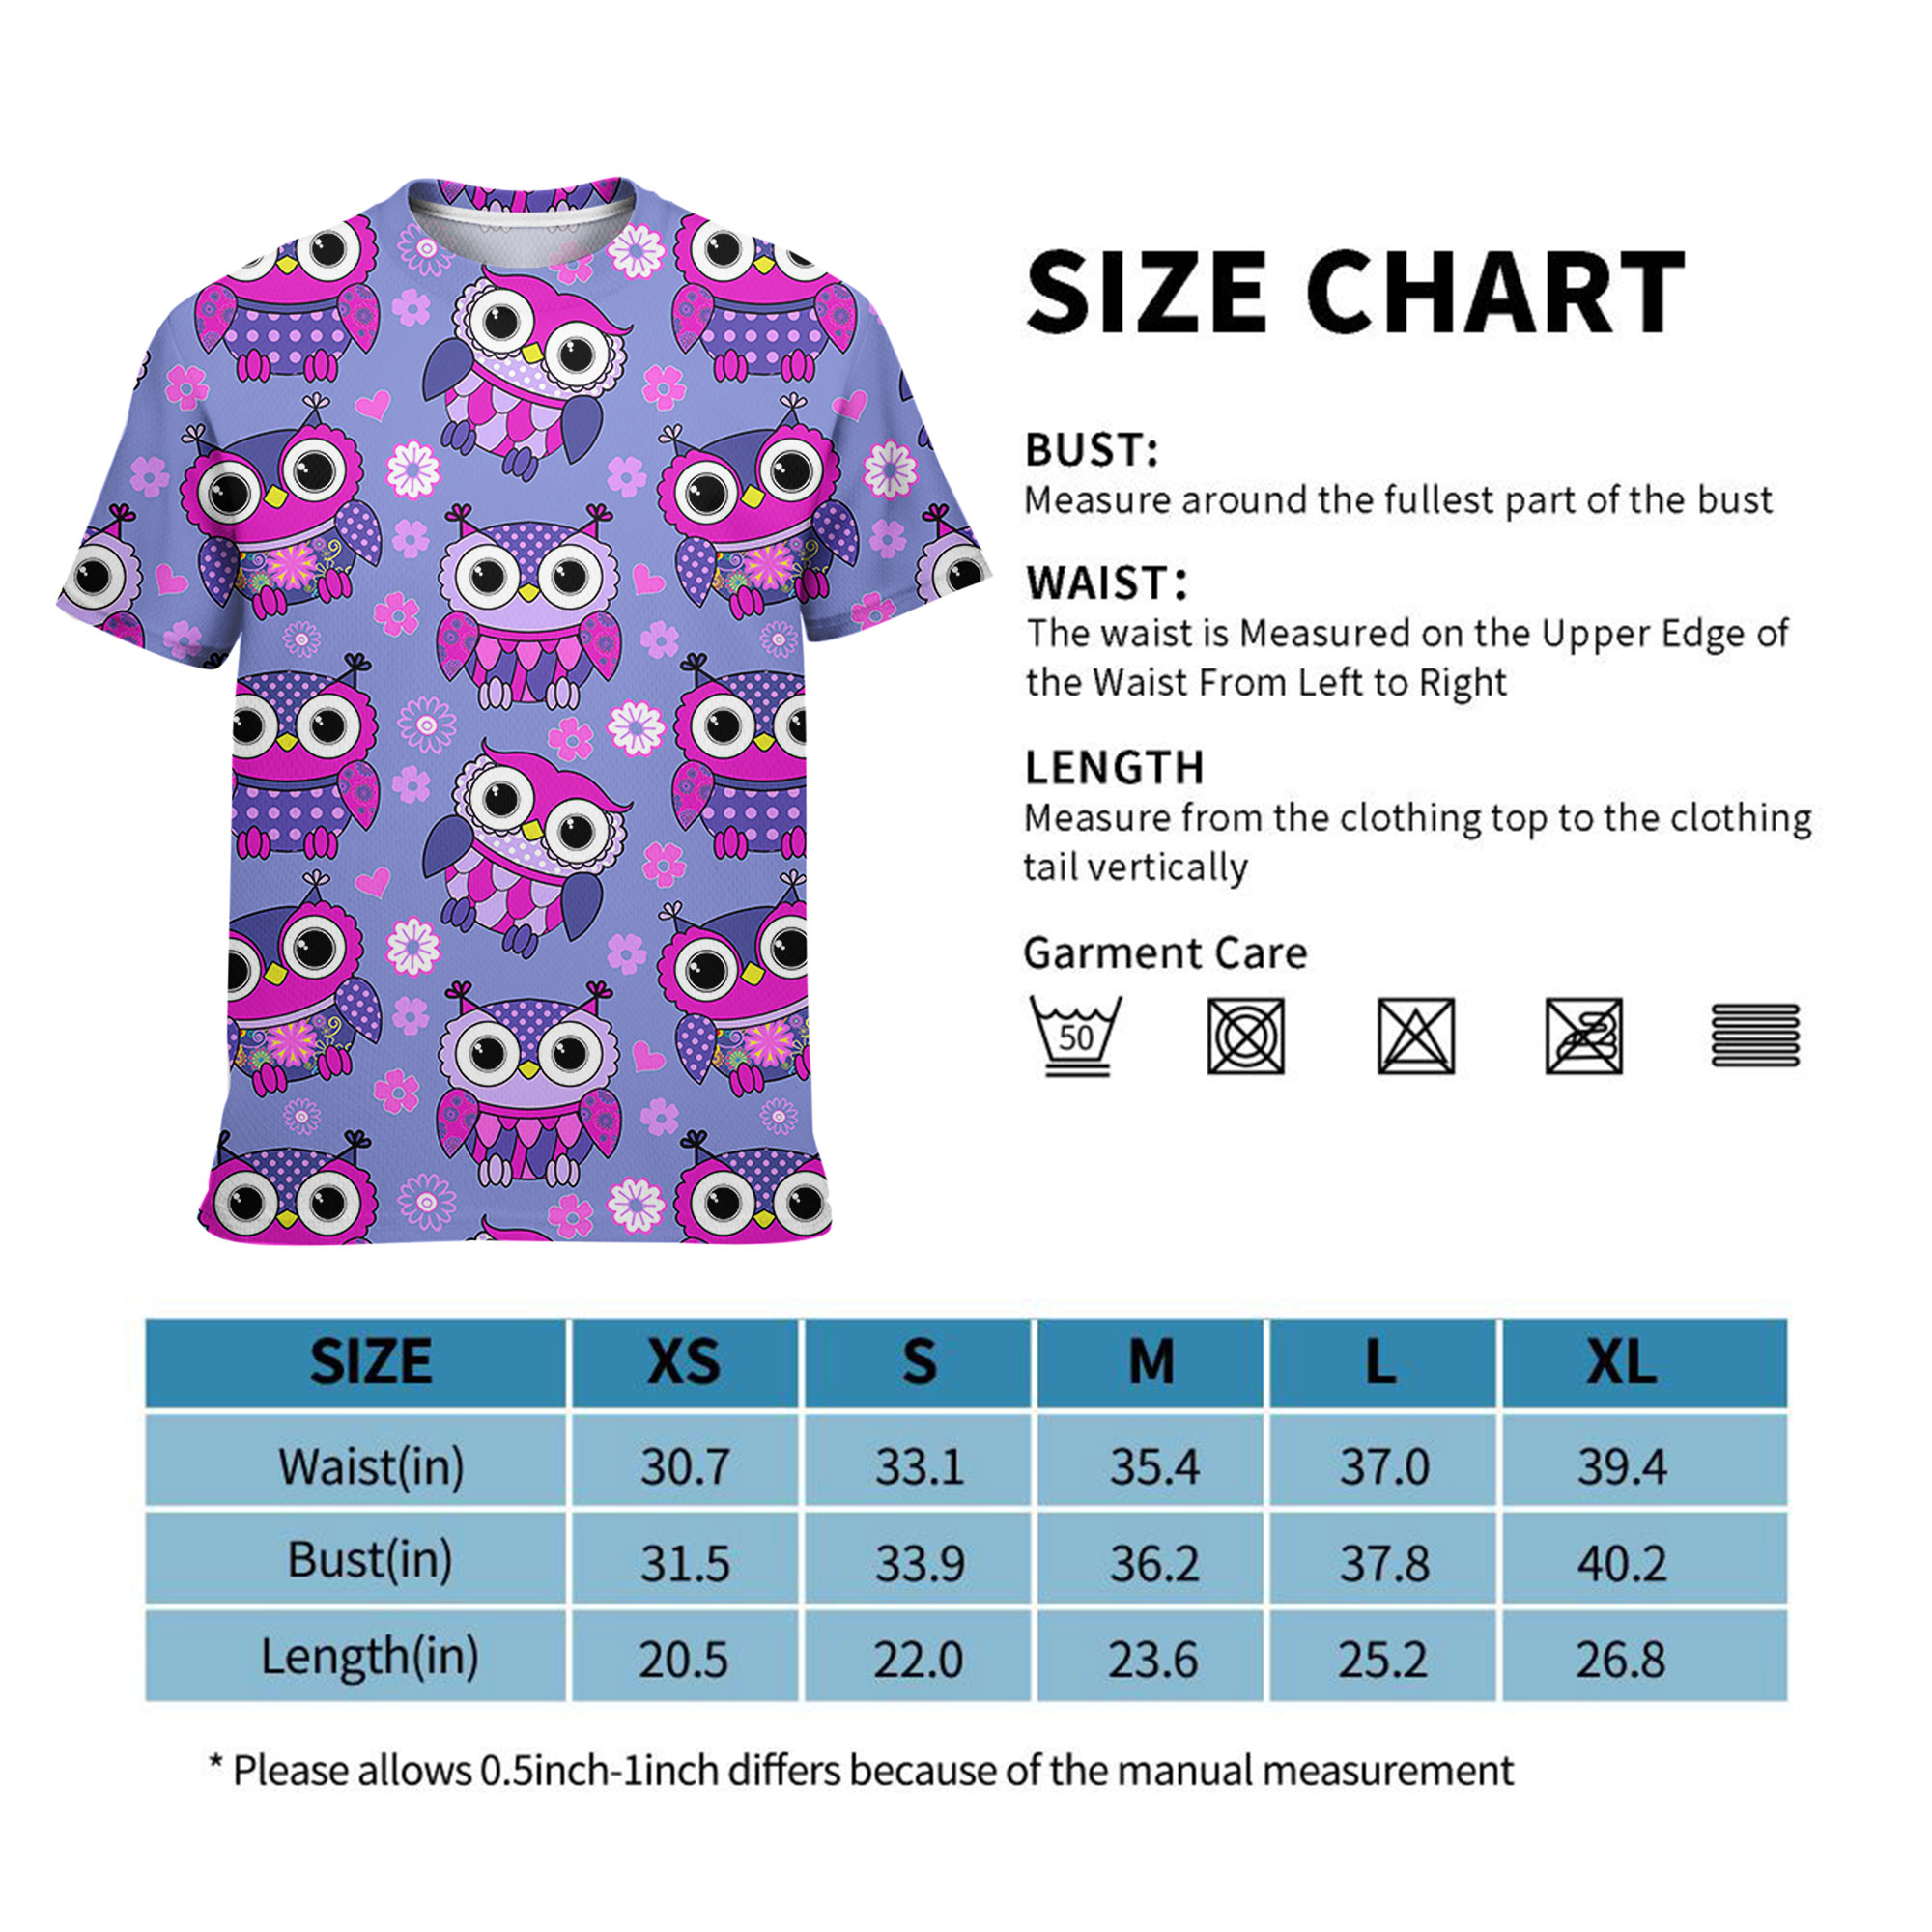 SIZE CHART
BUST:
Measure around the fullest part of the bust
WAIST:
The waist is Measured on the Upper Edge of
the Waist From Left to Right
LENGTH
Measure from the clothing top to the clothing
tail vertically
Garment Care
50
SIZE XS S M L XL
Waist(in) 30.7 33.1 35.4 37.0 39.4
Bust(in) 31.5 33.9 36.2 37.8 40.2
Length(in) 20.5 22.0 23.6 25.2 26.8
* Please allows 0.5inch-1inch differs because of the manual measurement